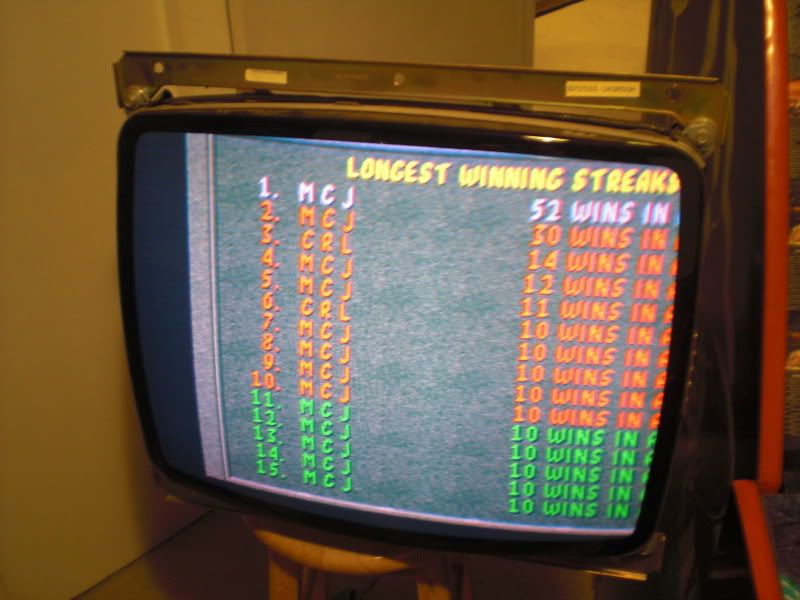 LONGEST WINNING STREAKS
1. MCJ 52 WINS IN
2. MCJ 30 WINS IN
3. CRL 14 WINS IN
4. MCJ 12 WINS IN
5. MCJ 11 WINS IN
6. CRL 10 WINS IN
7. MCJ 10 WINS IN
8. MCJ 10 WINS IN
9. MCJ 10 WINS IN
10. MCJ 10 WINS IN
11. MCJ 10 WINS IN
12. MCJ 10 WINS IN
13. MCJ 10 WINS IN
14. MCJ 10 WINS IN
15. MCJ 10 WINS IN